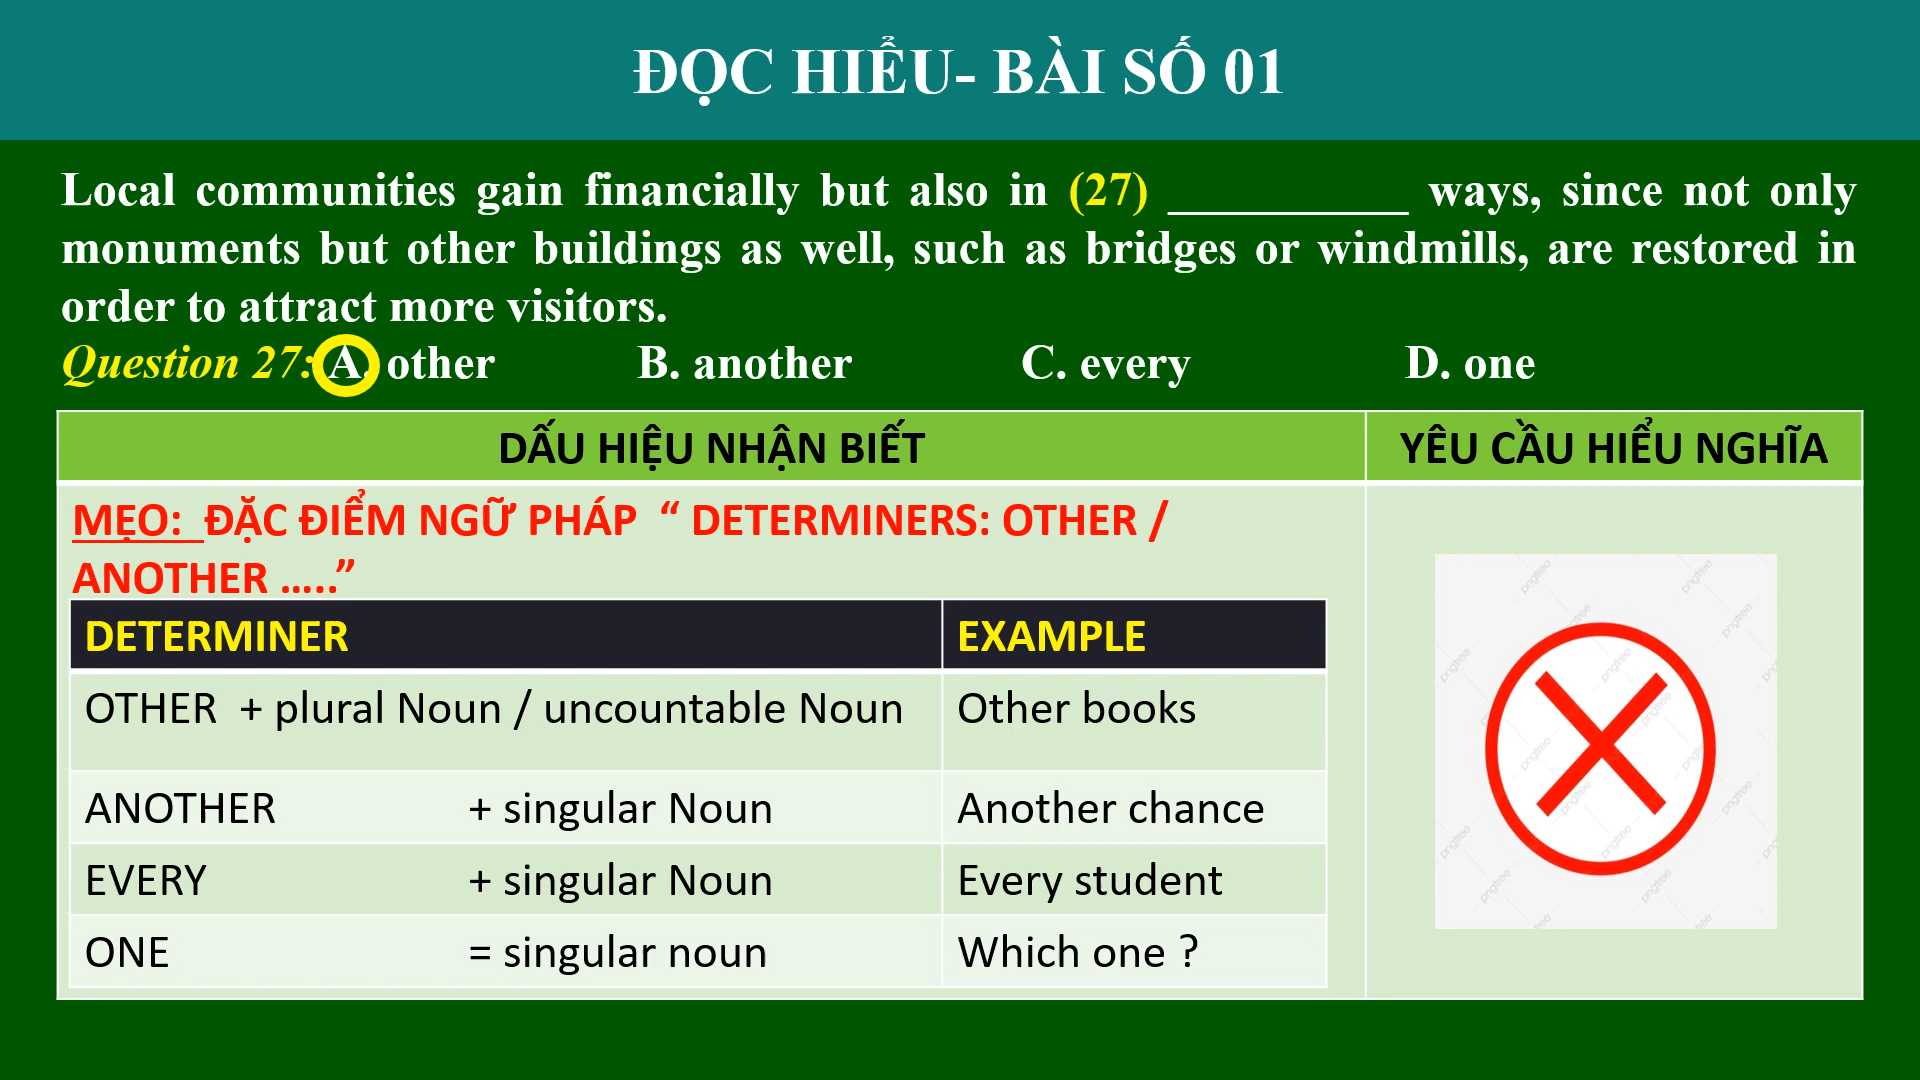 ĐỌC HIỂU- BÀI SỐ 01
Local communities gain financially but also in (27) __________ ways, since not only
monuments but other buildings as well, such as bridges or windmills, are restored in
order to attract more visitors.
Question 27: A. other B. another C. every D. one
DẤU HIỆU NHẬN BIẾT YÊU CẦU HIỂU NGHĨA
MẸO: ĐẶC ĐIỂM NGỮ PHÁP “ DETERMINERS: OTHER /
ANOTHER …..”
DETERMINER EXAMPLE
OTHER + plural Noun / uncountable Noun Other books
ANOTHER + singular Noun Another chance
EVERY + singular Noun Every student
ONE = singular noun Which one ?
pngtree